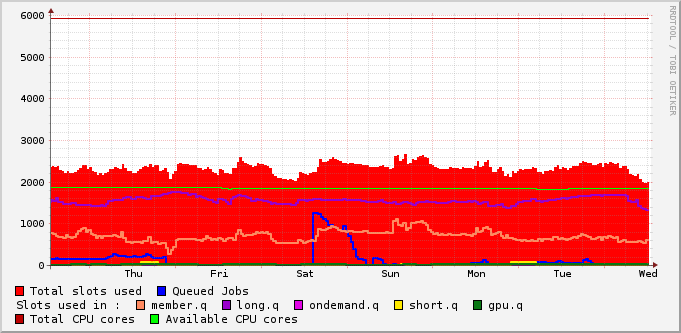 6000
5000
4000
3000
2000
1000
0
Thu Fri Sat Sun Mon Tue Wed
RRDTOOL / TOBI OETIKER
Total slots used Queued Jobs
Slots used in : member.q long.q ondemand.q short.q gpu.q
Total CPU cores Available CPU cores